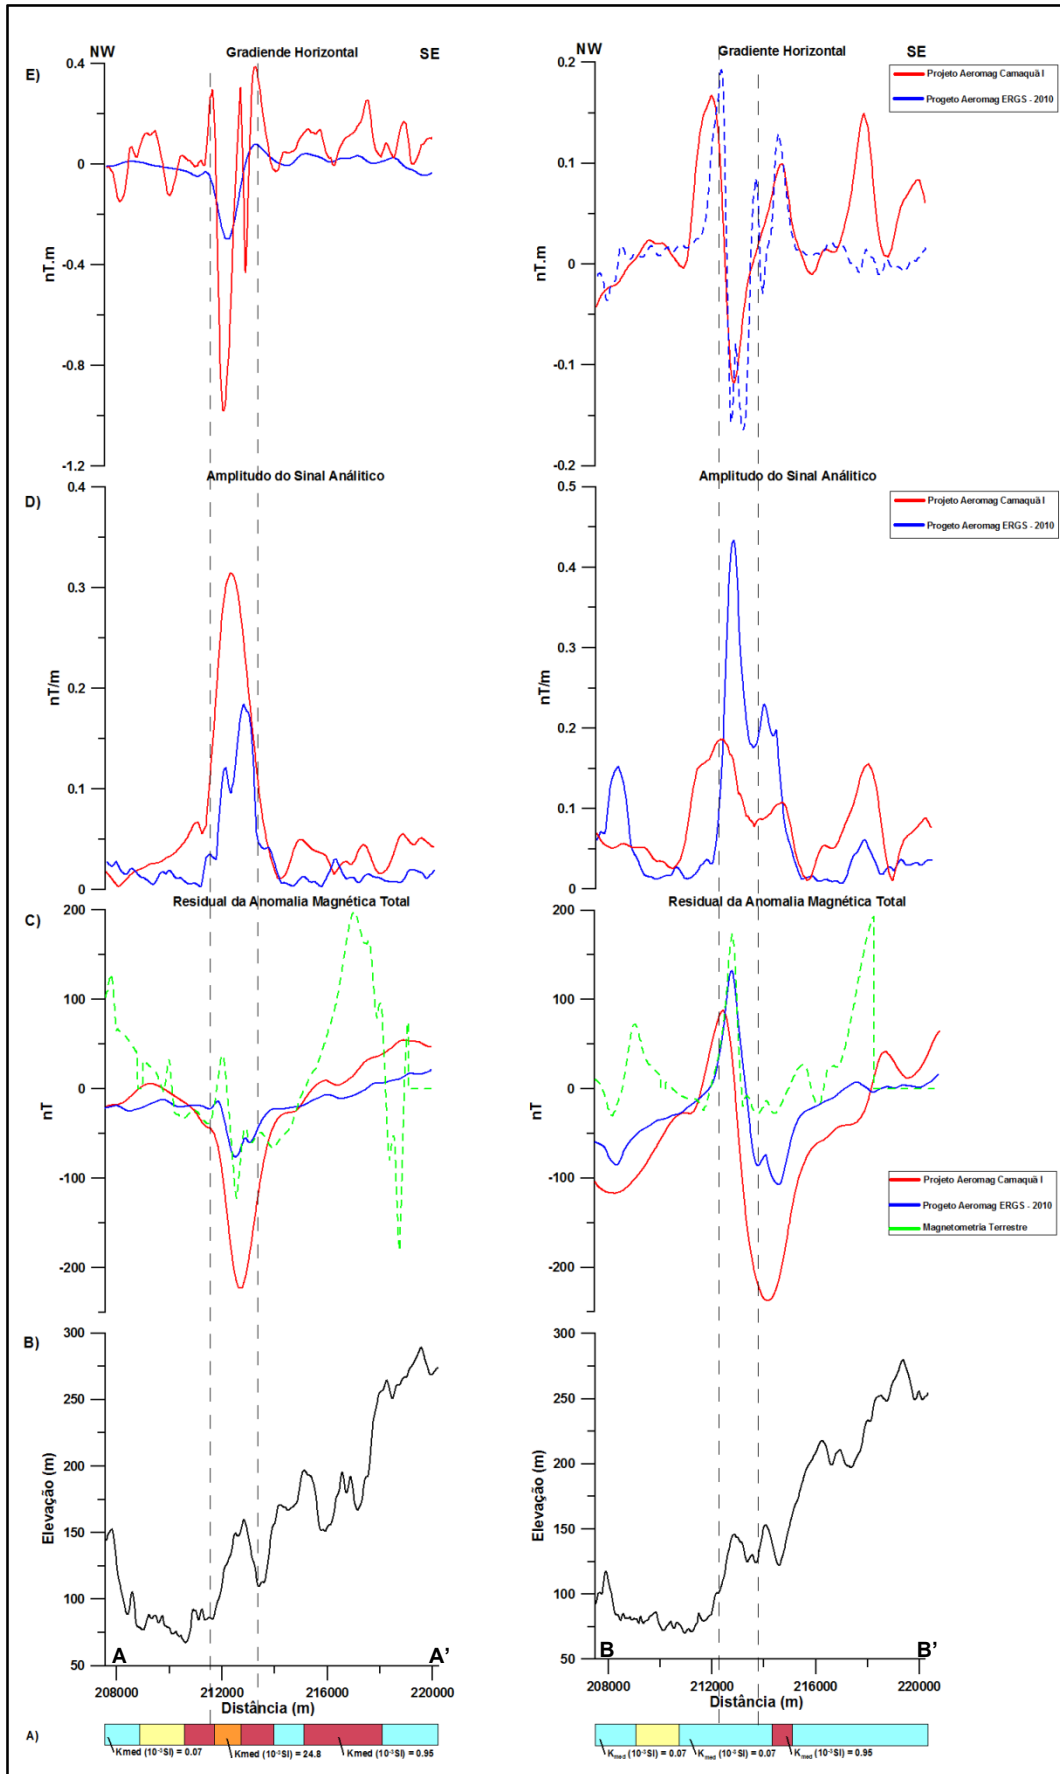 NW Gradiende Horizontal SE
NW Gradiente Horizontal SE
E)
Projeto Aeromag Camaquã I
Progeto Aeromag ERGS - 2010
0.4
0
-0.4
-0.8
-1.2
nT.m
0.2
0.1
0
-0.1
-0.2
nT.m
Projeto Aeromag Camaquã I
Progeto Aeromag ERGS - 2010
D)
Amplitudo do Sinal Análitico
0.4
0.3
0.2
0.1
0
nT/m
Amplitudo do Sinal Análitico
0.5
0.4
0.3
0.2
0.1
0
nT/m
Projeto Aeromag Camaquã I
Progeto Aeromag ERGS - 2010
C)
Residual da Anomalia Magnética Total
200
100
0
-100
-200
nT
Residual da Anomalia Magnética Total
200
100
0
-100
-200
nT
Projeto Aeromag Camaquã I
Progeto Aeromag ERGS - 2010
Magnetometria Terrestre
B)
300
250
200
150
100
50
Elevação (m)
A A'
208000 212000 216000 220000
Distância (m)
300
250
200
150
100
50
Elevação (m)
B B'
208000 212000 216000 220000
Distância (m)
A)
Kmed (10⁻³SI) = 0.07 Kmed (10⁻³SI) = 24.8 Kmed (10⁻³SI) = 0.95
Kmed (10⁻³SI) = 0.07 Kmed (10⁻³SI) = 0.07 Kmed (10⁻³SI) = 0.95